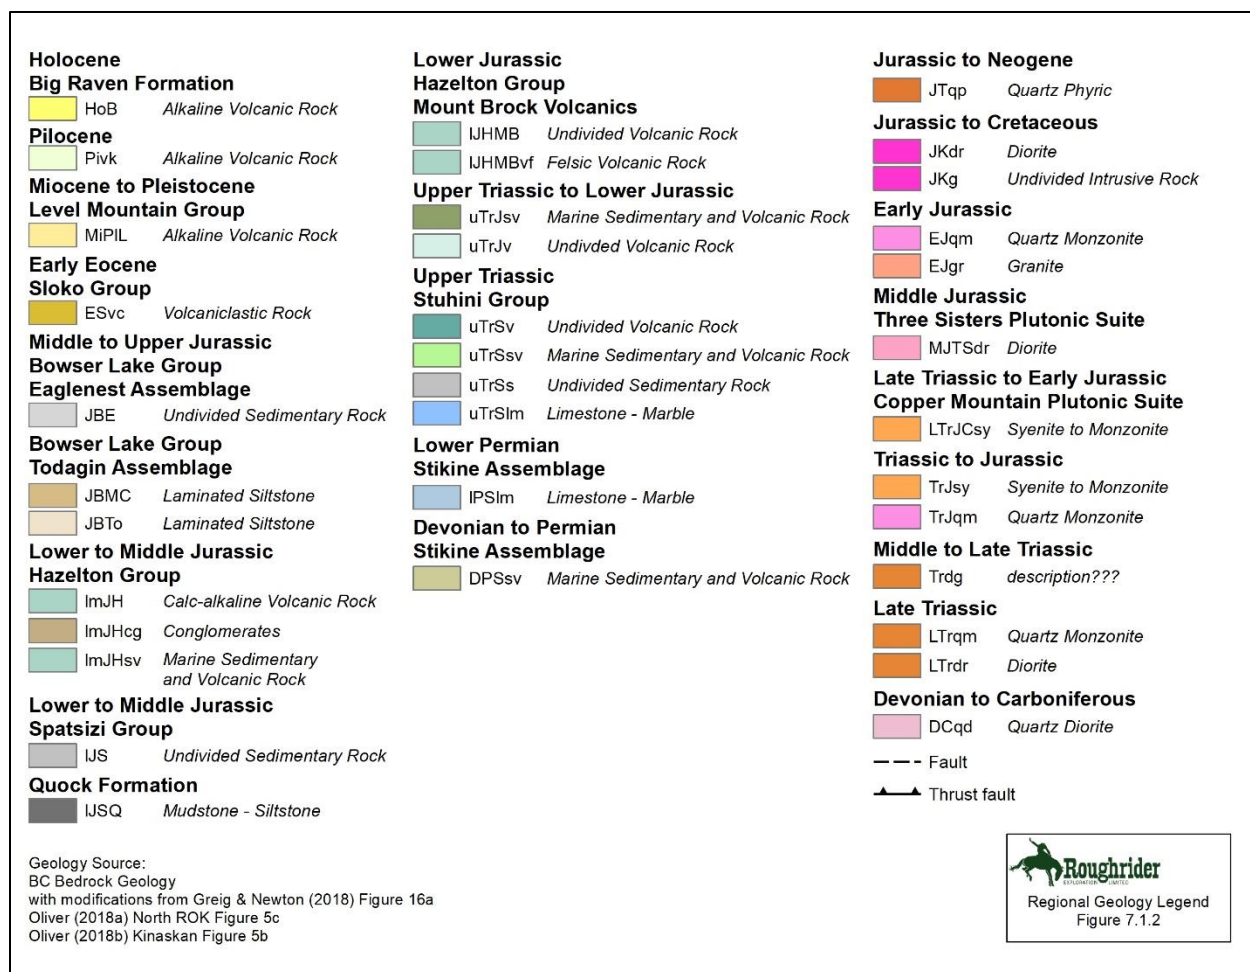 Holocene
Big Raven Formation
HoB Alkaline Volcanic Rock
Pilocene
Pivk Alkaline Volcanic Rock
Miocene to Pleistocene
Level Mountain Group
MiPlL Alkaline Volcanic Rock
Early Eocene
Sloko Group
ESvc Volcaniclastic Rock
Middle to Upper Jurassic
Bowser Lake Group
Eaglenest Assemblage
JBE Undivided Sedimentary Rock
Bowser Lake Group
Todagin Assemblage
JBMC Laminated Siltstone
JBTo Laminated Siltstone
Lower to Middle Jurassic
Hazelton Group
lmJH Calc-alkaline Volcanic Rock
lmJHcg Conglomerates
lmJHsv Marine Sedimentary
and Volcanic Rock
Lower to Middle Jurassic
Spatsizi Group
lJS Undivided Sedimentary Rock
Quock Formation
lJSQ Mudstone - Siltstone
Geology Source:
BC Bedrock Geology
with modifications from Greig & Newton (2018) Figure 16a
Oliver (2018a) North ROK Figure 5c
Oliver (2018b) Kinaskan Figure 5b
Lower Jurassic
Hazelton Group
Mount Brock Volcanics
lJHMB Undivided Volcanic Rock
lJHMBvf Felsic Volcanic Rock
Upper Triassic to Lower Jurassic
uTrJsv Marine Sedimentary and Volcanic Rock
uTrJv Undivded Volcanic Rock
Upper Triassic
Stuhini Group
uTrSv Undivided Volcanic Rock
uTrSsv Marine Sedimentary and Volcanic Rock
uTrSs Undivided Sedimentary Rock
uTrSlm Limestone - Marble
Lower Permian
Stikine Assemblage
lPSlm Limestone - Marble
Devonian to Permian
Stikine Assemblage
DPSsv Marine Sedimentary and Volcanic Rock
Jurassic to Neogene
JTqp Quartz Phyric
Jurassic to Cretaceous
JKdr Diorite
JKg Undivided Intrusive Rock
Early Jurassic
EJqm Quartz Monzonite
EJgr Granite
Middle Jurassic
Three Sisters Plutonic Suite
MJTSdr Diorite
Late Triassic to Early Jurassic
Copper Mountain Plutonic Suite
LTrJCsy Syenite to Monzonite
Triassic to Jurassic
TrJsy Syenite to Monzonite
TrJqm Quartz Monzonite
Middle to Late Triassic
Trdg description???
Late Triassic
LTrqm Quartz Monzonite
LTrdr Diorite
Devonian to Carboniferous
DCqd Quartz Diorite
Fault
Thrust fault
Roughrider
EXPLORATION LIMITED
Regional Geology Legend
Figure 7.1.2